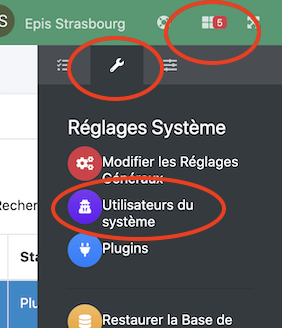 S
Epis Strasbourg
5
Réglages Système
Modifier les Réglages
Généraux
Recher
Utilisateurs du
système
Sta
Plugins
Plu
Restaurer la Base de